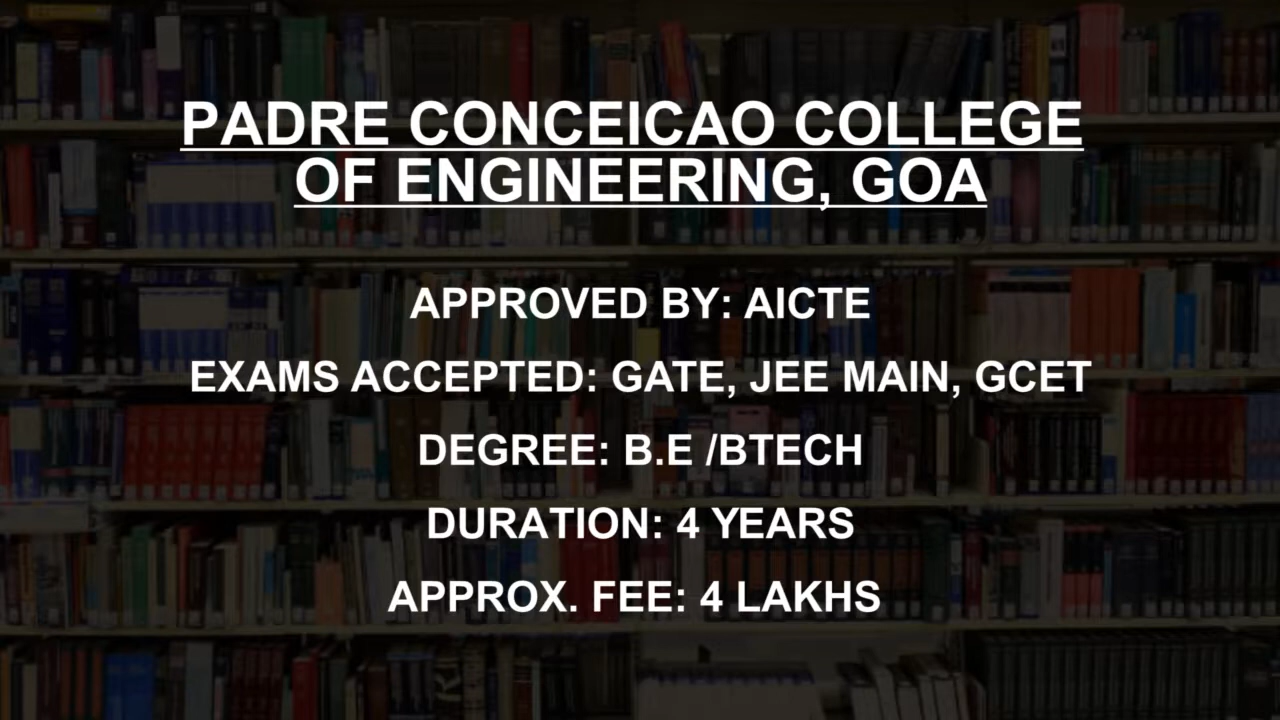 PADRE CONCEICAO COLLEGE
OF ENGINEERING, GOA
APPROVED BY: AICTE
EXAMS ACCEPTED: GATE, JEE MAIN, GCET
DEGREE: B.E /BTECH
DURATION: 4 YEARS
APPROX. FEE: 4 LAKHS